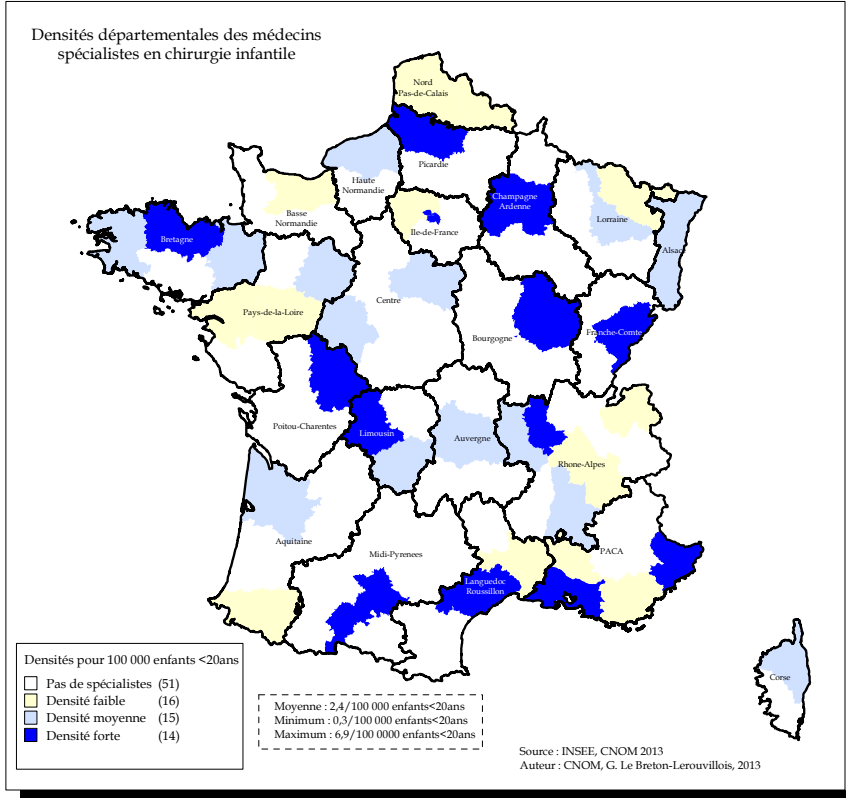 Densités départementales des médecins
spécialistes en chirurgie infantile
Nord
Pas-de-Calais
Picardie
Haute
Normandie
Basse
Normandie
Ile-de-France
Champagne
Ardenne
Lorraine
Alsac
Bretagne
Pays-de-la-Loire
Centre
Bourgogne
Franche-Comte
Poitou-Charentes
Limousin
Auvergne
Rhone-Alpes
Aquitaine
Midi-Pyrenees
Languedoc
Roussillon
PACA
Corse
Densités pour 100 000 enfants <20ans
Pas de spécialistes (51)
Densité faible (16)
Densité moyenne (15)
Densité forte (14)
Moyenne : 2,4/100 000 enfants<20ans
Minimum : 0,3/100 000 enfants<20ans
Maximum : 6,9/100 0000 enfants<20ans
Source : INSEE, CNOM 2013
Auteur : CNOM, G. Le Breton-Lerouvillois, 2013